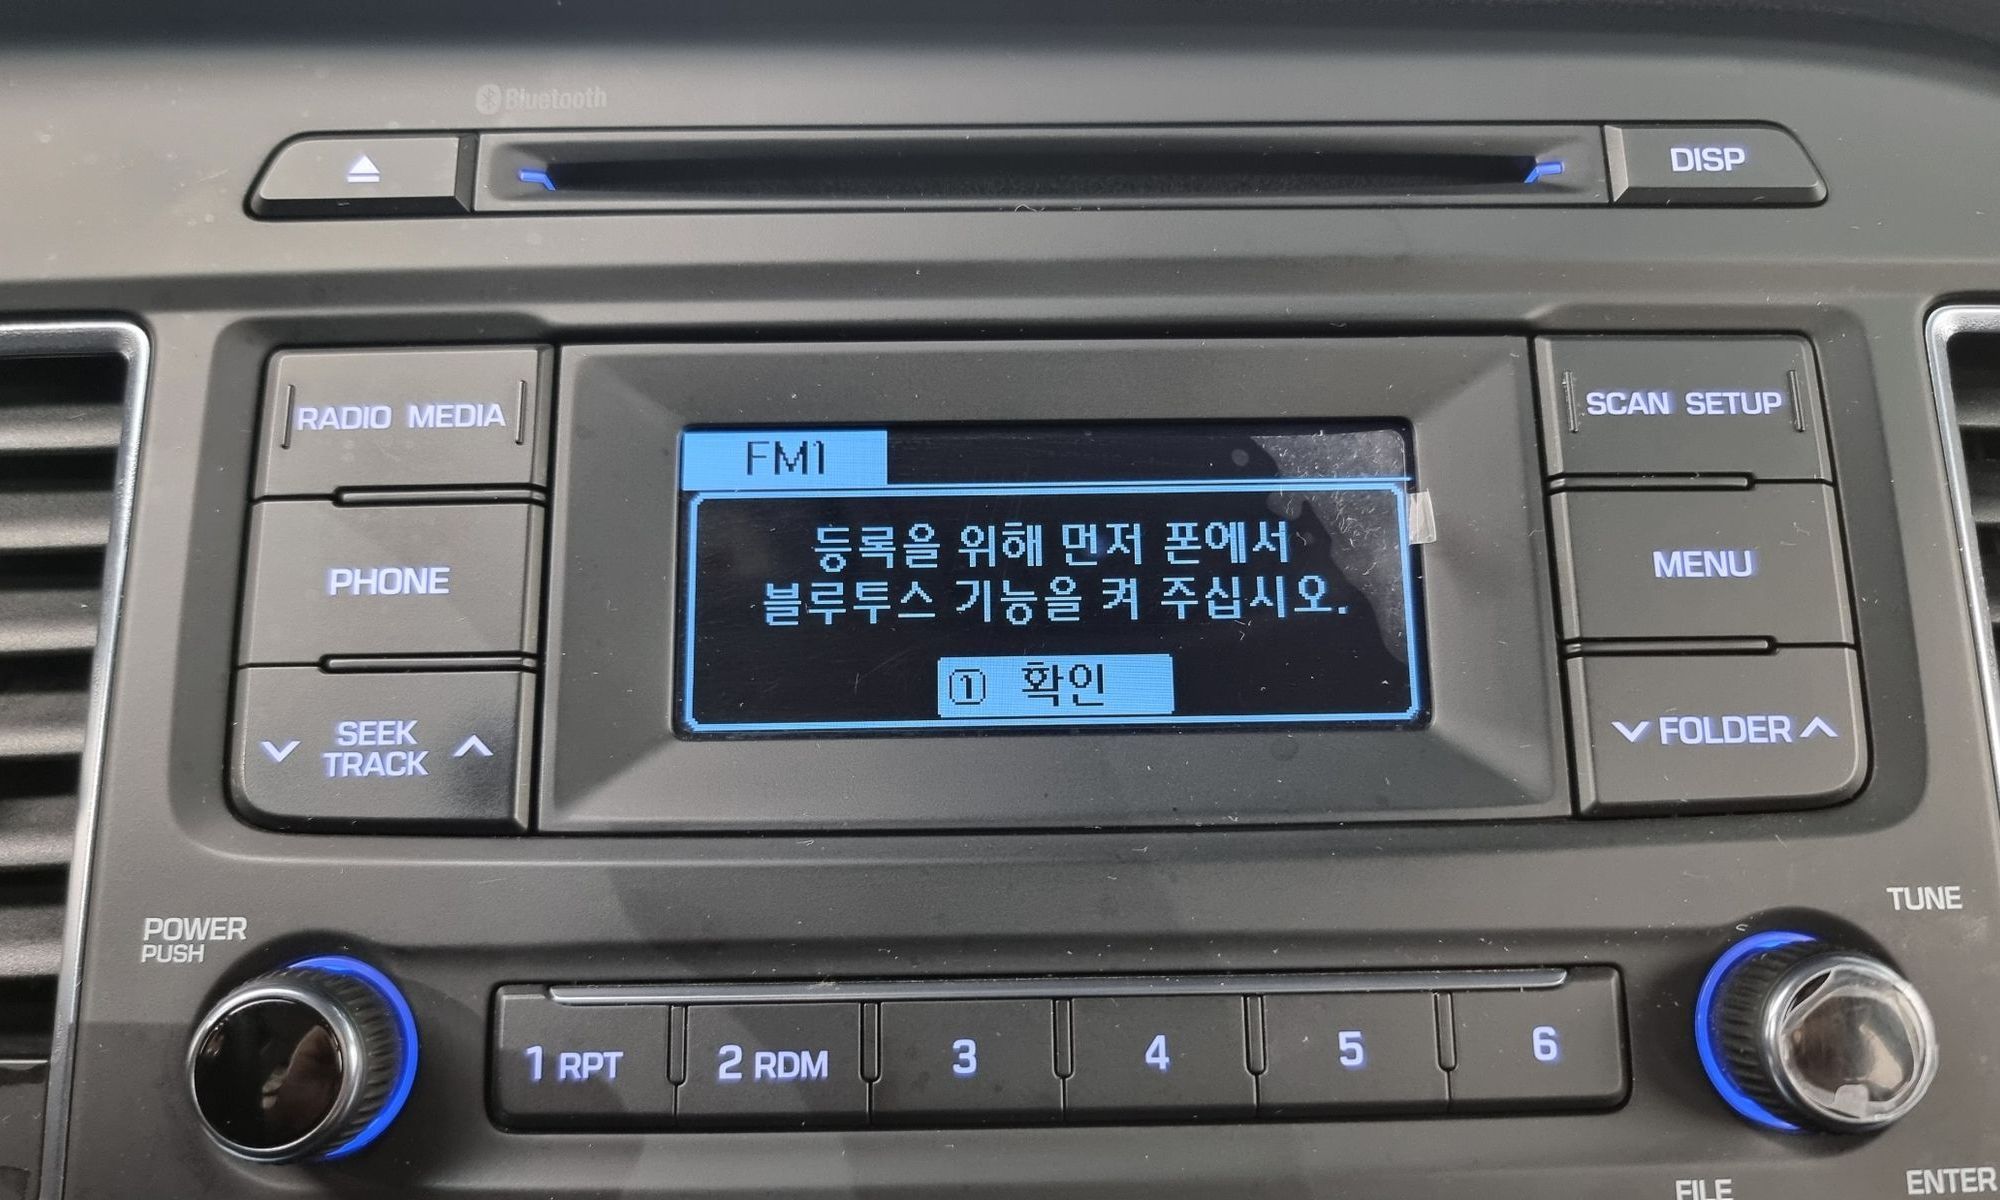 Bluetooth
DISP
RADIO MEDIA
SCAN SETUP
FM1
등록을 위해 먼저 폰에서
블루투스 기능을 켜 주십시오.
① 확인
PHONE
MENU
SEEK
TRACK
FOLDER
POWER
PUSH
TUNE
1 RPT
2 RDM
3
4
5
6
FILE
ENTER